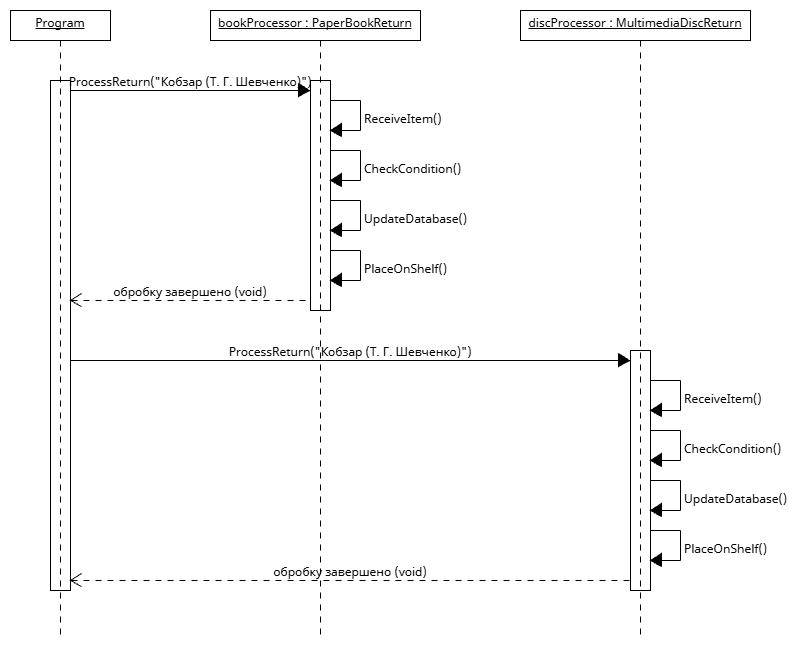 Program
bookProcessor : PaperBookReturn
discProcessor : MultimediaDiscReturn
ProcessReturn("Кобзар (Т. Г. Шевченко)")
ReceiveItem()
CheckCondition()
UpdateDatabase()
PlaceOnShelf()
обробку завершено (void)
ProcessReturn("Кобзар (Т. Г. Шевченко)")
ReceiveItem()
CheckCondition()
UpdateDatabase()
PlaceOnShelf()
обробку завершено (void)